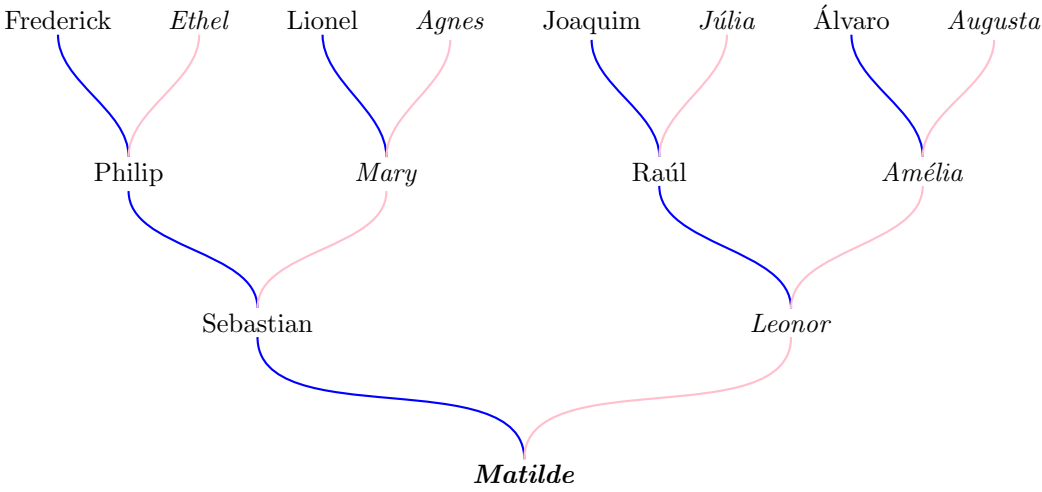 Frederick Ethel Lionel Agnes Joaquim Júlia Álvaro Augusta
Philip Mary Raúl Amélia
Sebastian Leonor
Matilde